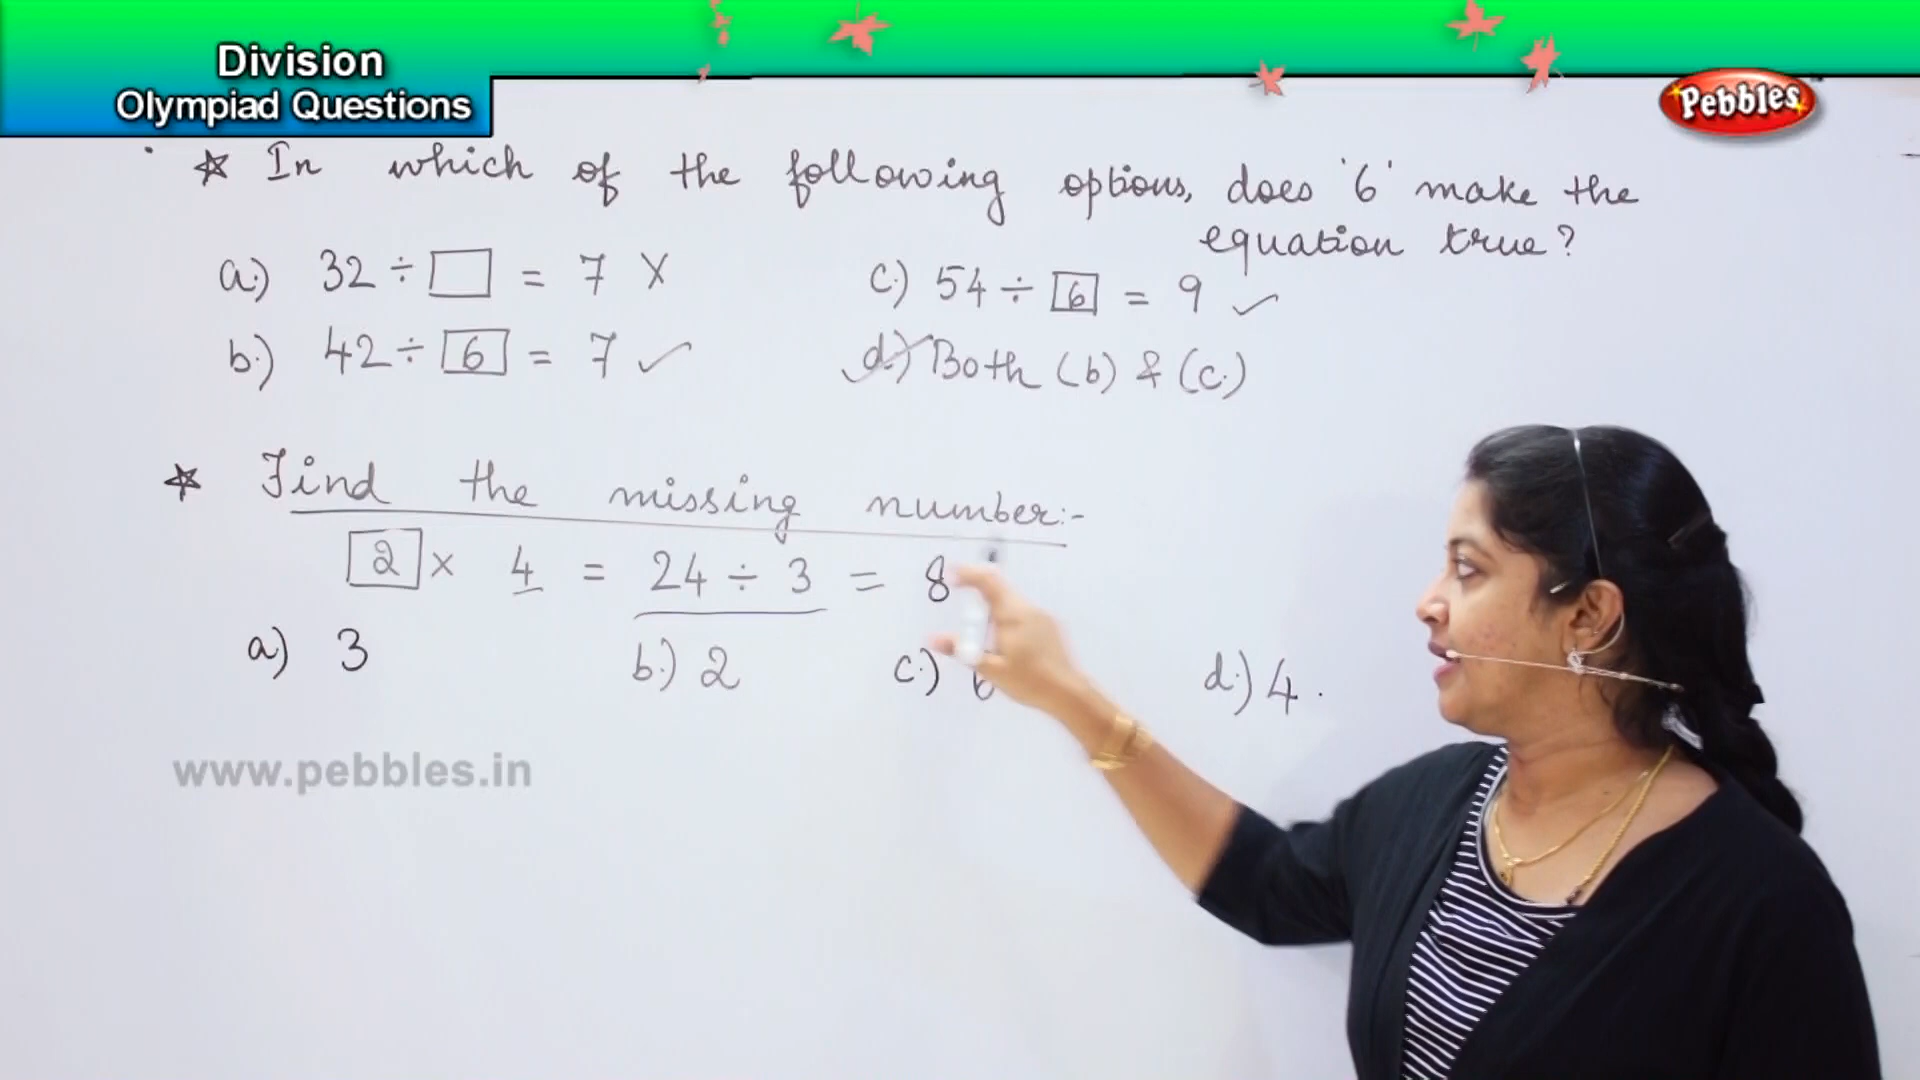 Division
Olympiad Questions
Pebbles
☆ In which of the following options, does '6' make the
equation true?
a.) 32 ÷ □ = 7 X
c.) 54 ÷ 6 = 9 ✓
b.) 42 ÷ 6 = 7 ✓
d.) Both (b) & (c.)
☆ Find the missing number:-
2 × 4 = 24 ÷ 3 = 8
a.) 3 b.) 2 c.) d.) 4.
www.pebbles.in